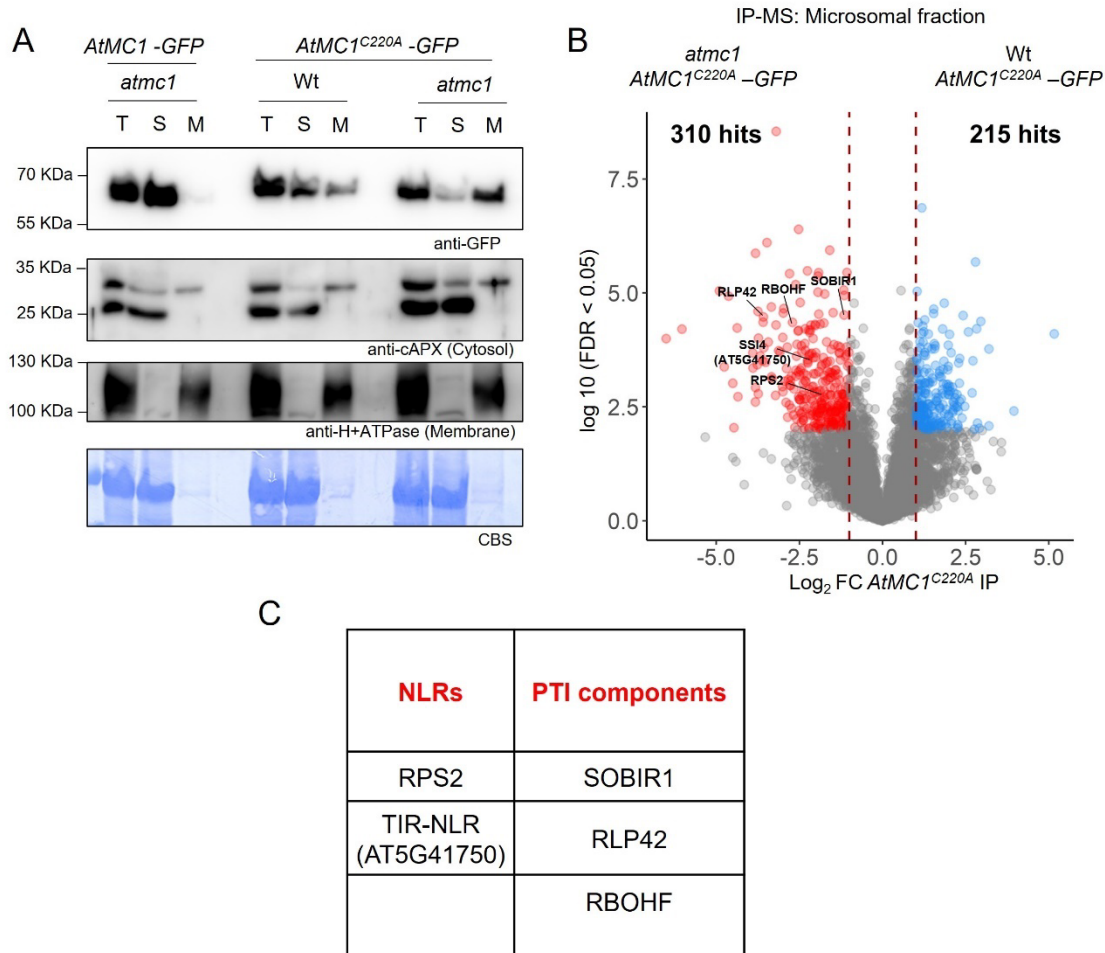 A
AtMC1 -GFP
AtMC1C220A -GFP
atmc1
Wt
atmc1
T S M T S M T S M
70 KDa
55 KDa
anti-GFP
35 KDa
25 KDa
anti-cAPX (Cytosol)
130 KDa
100 KDa
anti-H+ATPase (Membrane)
CBS
IP-MS: Microsomal fraction
B
atmc1
AtMC1C220A –GFP
Wt
AtMC1C220A –GFP
310 hits
215 hits
7.5
5.0
2.5
0.0
log 10 (FDR < 0.05)
RLP42
RBOHF
SOBIR1
SSI4
(AT5G41750)
RPS2
-5.0 -2.5 0.0 2.5 5.0
Log2 FC AtMC1C220A IP
C
NLRs PTI components
RPS2 SOBIR1
TIR-NLR
(AT5G41750)
RLP42
RBOHF